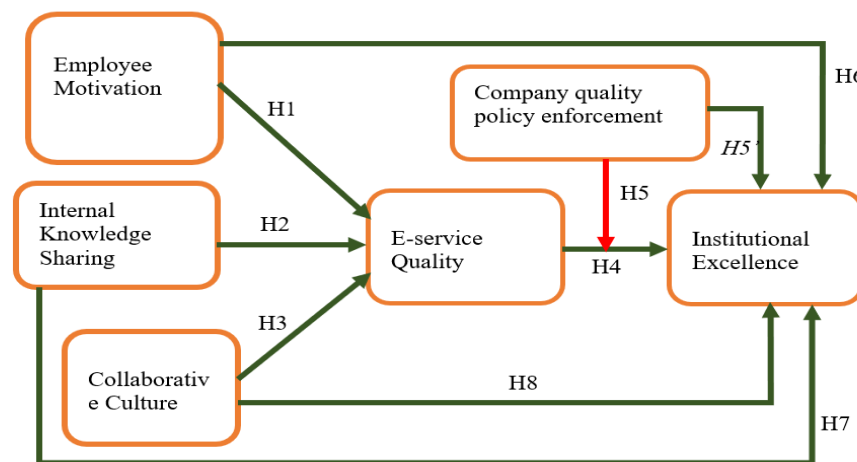 Employee
Motivation
H1
Company quality
policy enforcement
H6
H5’
Internal
Knowledge
Sharing
H2
H5
E-service
Quality
H4
Institutional
Excellence
H3
Collaborativ
e Culture
H8
H7